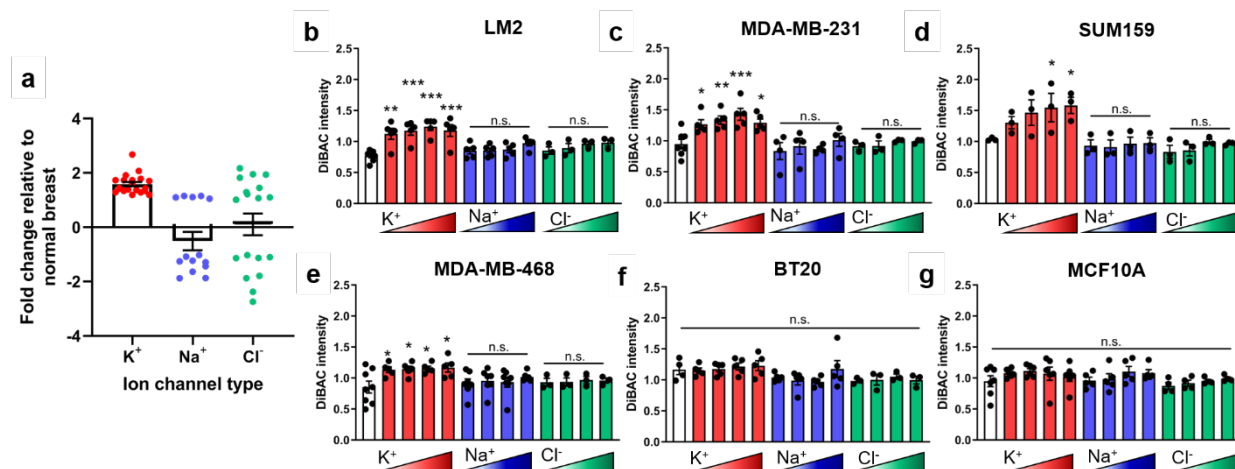 a
Fold change relative to
normal breast
4
2
0
-2
-4
K⁺
Na⁺
Cl⁻
Ion channel type
b
LM2
DiBAC intensity
2.5
2.0
1.5
1.0
0.5
0.0
**
***
***
***
n.s.
n.s.
K⁺
Na⁺
Cl⁻
c
MDA-MB-231
DiBAC intensity
2.5
2.0
1.5
1.0
0.5
0.0
*
**
***
*
n.s.
n.s.
K⁺
Na⁺
Cl⁻
d
SUM159
DiBAC intensity
2.5
2.0
1.5
1.0
0.5
0.0
*
*
n.s.
n.s.
K⁺
Na⁺
Cl⁻
e
MDA-MB-468
DiBAC intensity
2.5
2.0
1.5
1.0
0.5
0.0
*
*
*
*
n.s.
n.s.
K⁺
Na⁺
Cl⁻
f
BT20
DiBAC intensity
2.5
2.0
1.5
1.0
0.5
0.0
n.s.
K⁺
Na⁺
Cl⁻
g
MCF10A
DiBAC intensity
2.5
2.0
1.5
1.0
0.5
0.0
n.s.
K⁺
Na⁺
Cl⁻